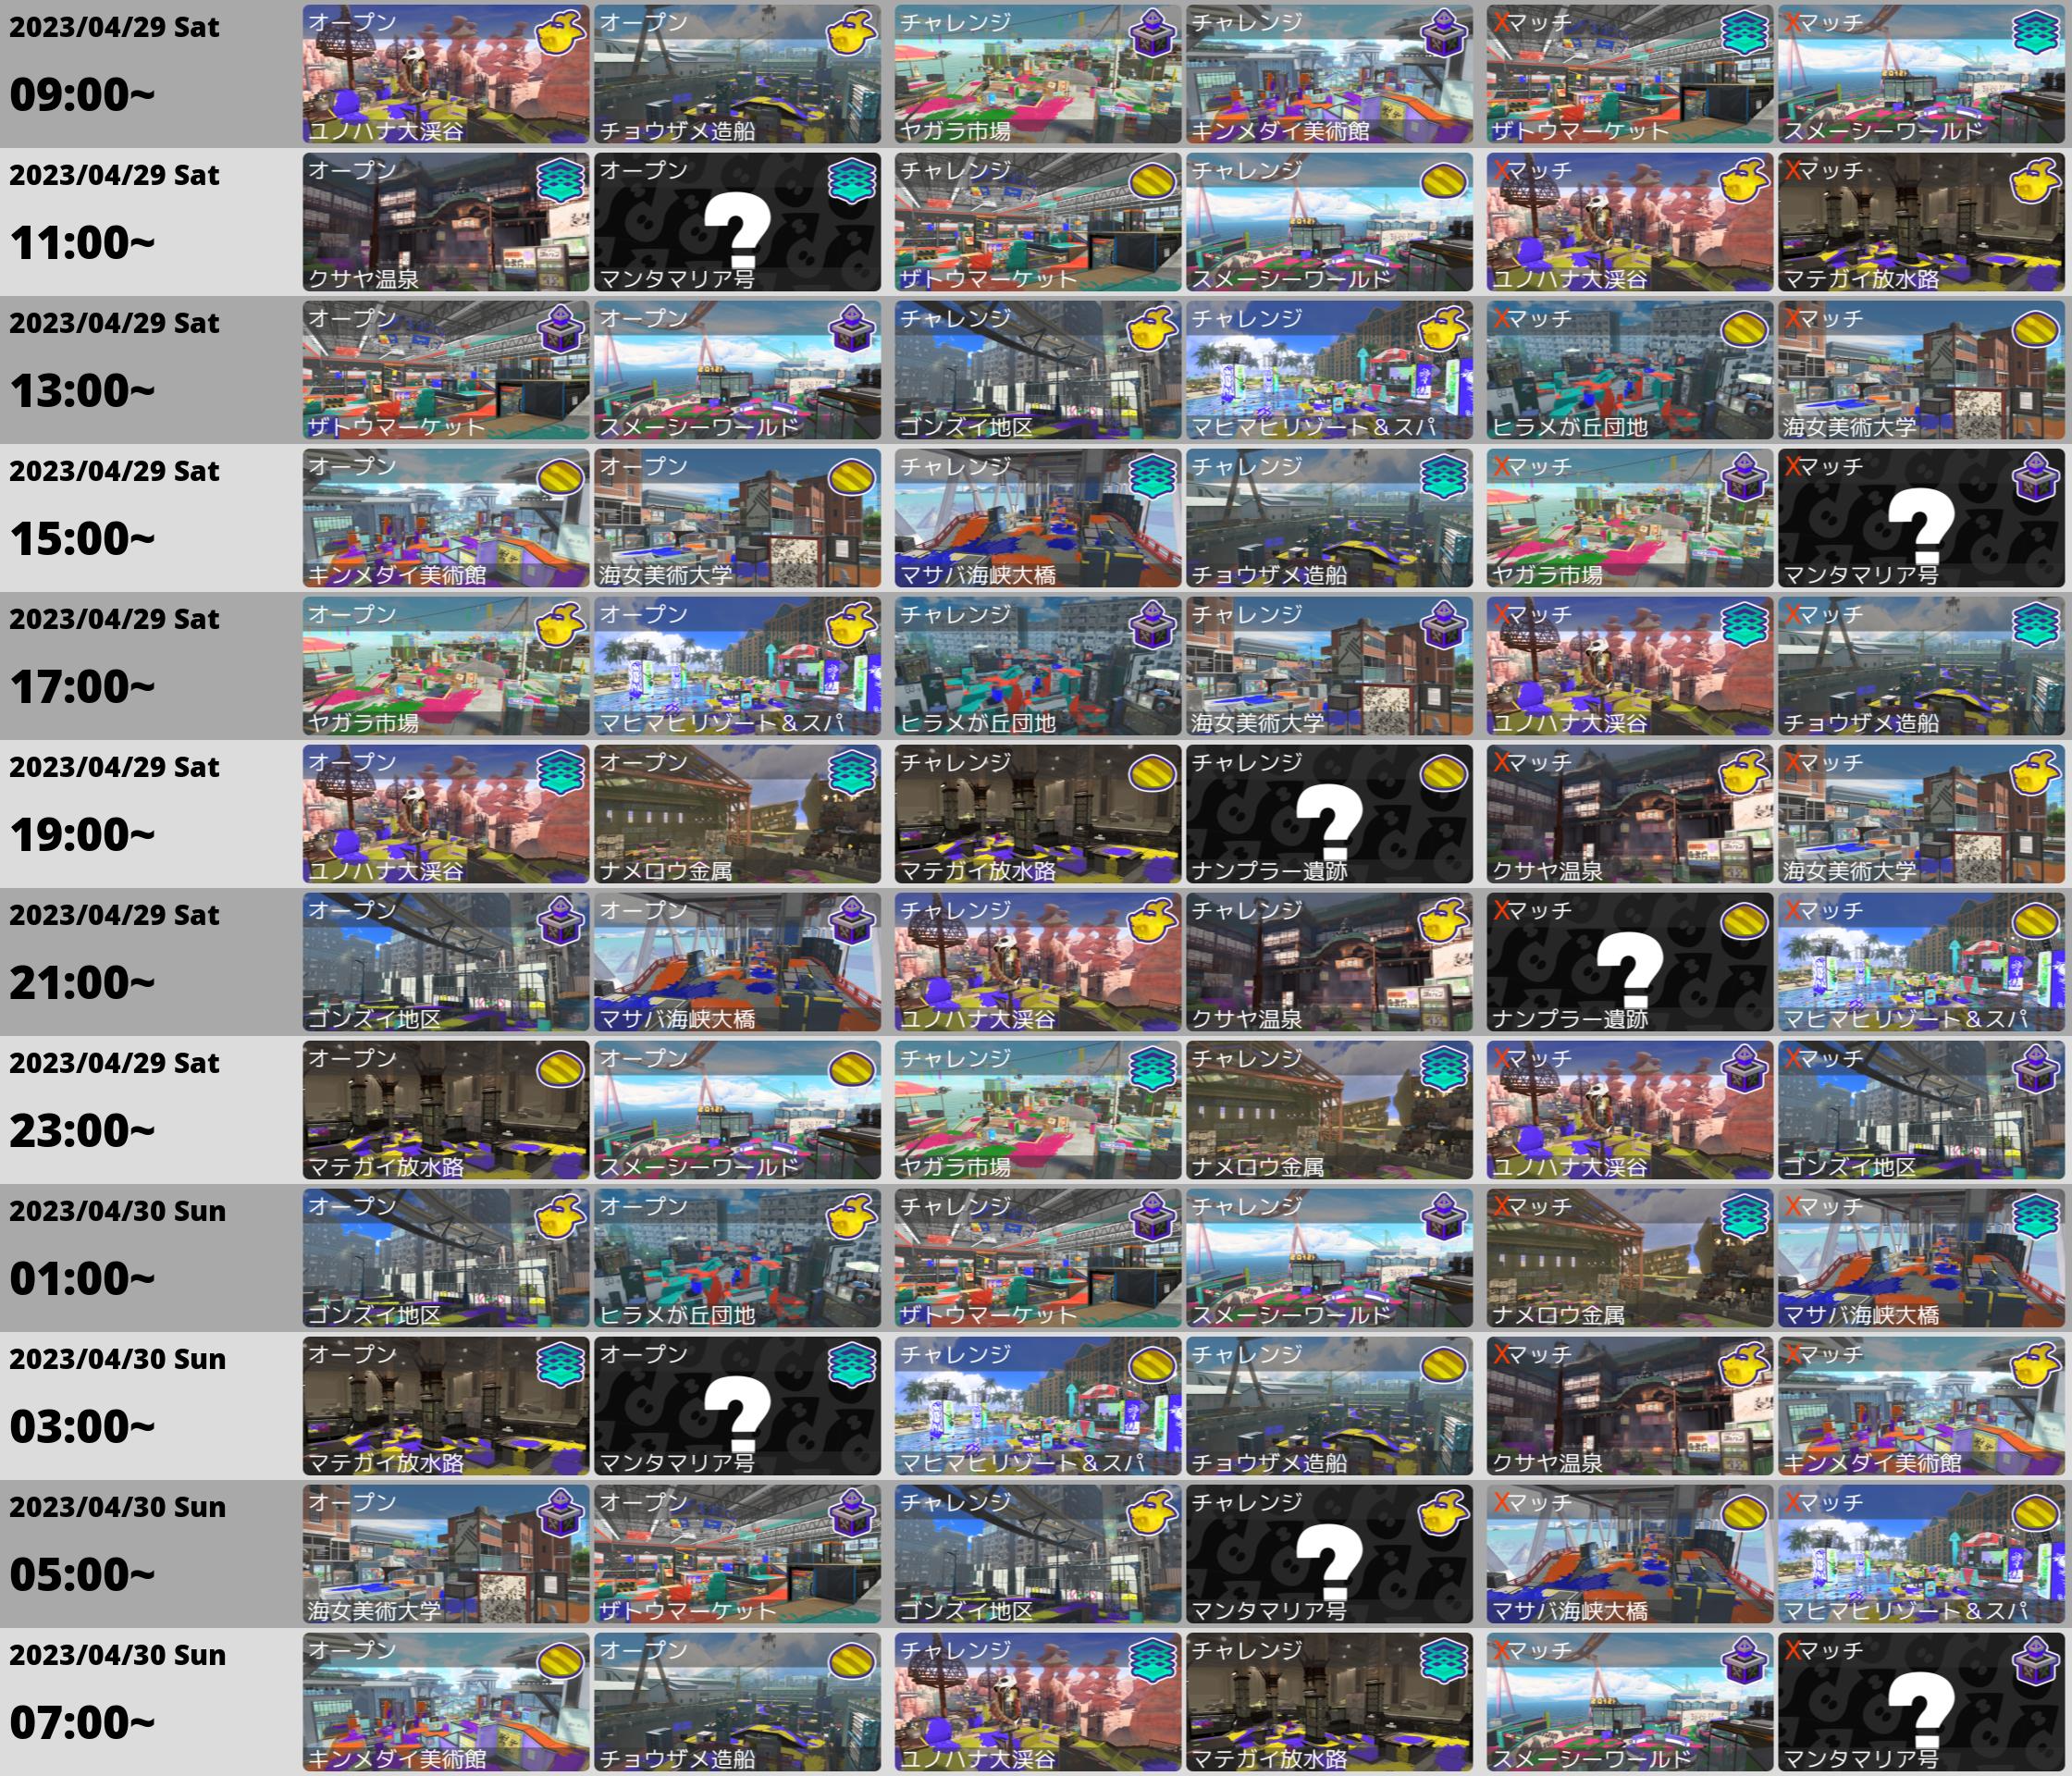 2023/04/29 Sat
09:00~
オープン オープン チャレンジ チャレンジ Xマッチ Xマッチ
ユノハナ大渓谷 チョウザメ造船 ヤガラ市場 キンメダイ美術館 ザトウマーケット スメーシーワールド
2023/04/29 Sat
11:00~
オープン オープン チャレンジ チャレンジ Xマッチ Xマッチ
クサヤ温泉 マンタマリア号 ザトウマーケット スメーシーワールド ユノハナ大渓谷 マテガイ放水路
2023/04/29 Sat
13:00~
オープン オープン チャレンジ チャレンジ Xマッチ Xマッチ
ザトウマーケット スメーシーワールド ゴンズイ地区 マヒマヒリゾート&スパ ヒラメが丘団地 海女美術大学
2023/04/29 Sat
15:00~
オープン オープン チャレンジ チャレンジ Xマッチ Xマッチ
キンメダイ美術館 海女美術大学 マサバ海峡大橋 チョウザメ造船 ヤガラ市場 マンタマリア号
2023/04/29 Sat
17:00~
オープン オープン チャレンジ チャレンジ Xマッチ Xマッチ
ヤガラ市場 マヒマヒリゾート&スパ ヒラメが丘団地 海女美術大学 ユノハナ大渓谷 チョウザメ造船
2023/04/29 Sat
19:00~
オープン オープン チャレンジ チャレンジ Xマッチ Xマッチ
ユノハナ大渓谷 ナメロウ金属 マテガイ放水路 ナンプラー遺跡 クサヤ温泉 海女美術大学
2023/04/29 Sat
21:00~
オープン オープン チャレンジ チャレンジ Xマッチ Xマッチ
ゴンズイ地区 マサバ海峡大橋 ユノハナ大渓谷 クサヤ温泉 ナンプラー遺跡 マヒマヒリゾート&スパ
2023/04/29 Sat
23:00~
オープン オープン チャレンジ チャレンジ Xマッチ Xマッチ
マテガイ放水路 スメーシーワールド ヤガラ市場 ナメロウ金属 ユノハナ大渓谷 ゴンズイ地区
2023/04/30 Sun
01:00~
オープン オープン チャレンジ チャレンジ Xマッチ Xマッチ
ゴンズイ地区 ヒラメが丘団地 ザトウマーケット スメーシーワールド ナメロウ金属 マサバ海峡大橋
2023/04/30 Sun
03:00~
オープン オープン チャレンジ チャレンジ Xマッチ Xマッチ
マテガイ放水路 マンタマリア号 マヒマヒリゾート&スパ チョウザメ造船 クサヤ温泉 キンメダイ美術館
2023/04/30 Sun
05:00~
オープン オープン チャレンジ チャレンジ Xマッチ Xマッチ
海女美術大学 ザトウマーケット ゴンズイ地区 マンタマリア号 マサバ海峡大橋 マヒマヒリゾート&スパ
2023/04/30 Sun
07:00~
オープン オープン チャレンジ チャレンジ Xマッチ Xマッチ
キンメダイ美術館 チョウザメ造船 ユノハナ大渓谷 マテガイ放水路 スメーシーワールド マンタマリア号